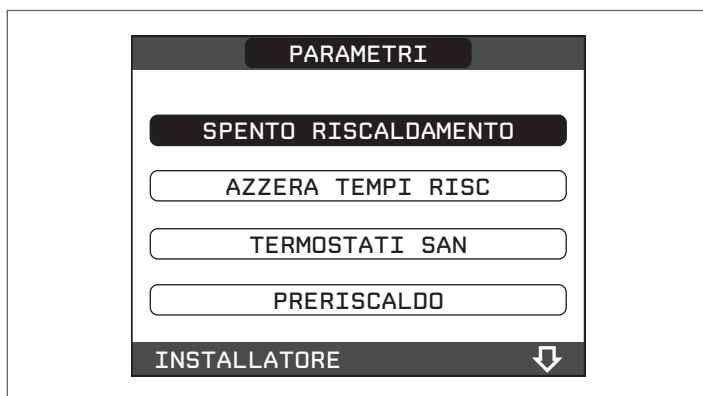 PARAMETRI
SPENTO RISCALDAMENTO
AZZERA TEMPI RISC
TERMOSTATI SAN
PRERISCALDO
INSTALLATORE